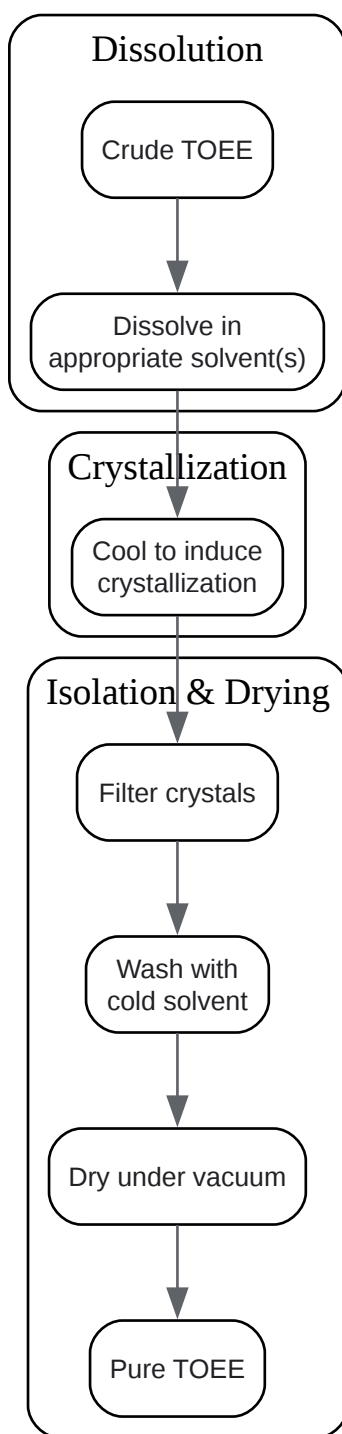 Dissolution
Crude TOEE
Dissolve in
appropriate solvent(s)
Crystallization
Cool to induce
crystallization
Isolation & Drying
Filter crystals
Wash with
cold solvent
Dry under vacuum
Pure TOEE